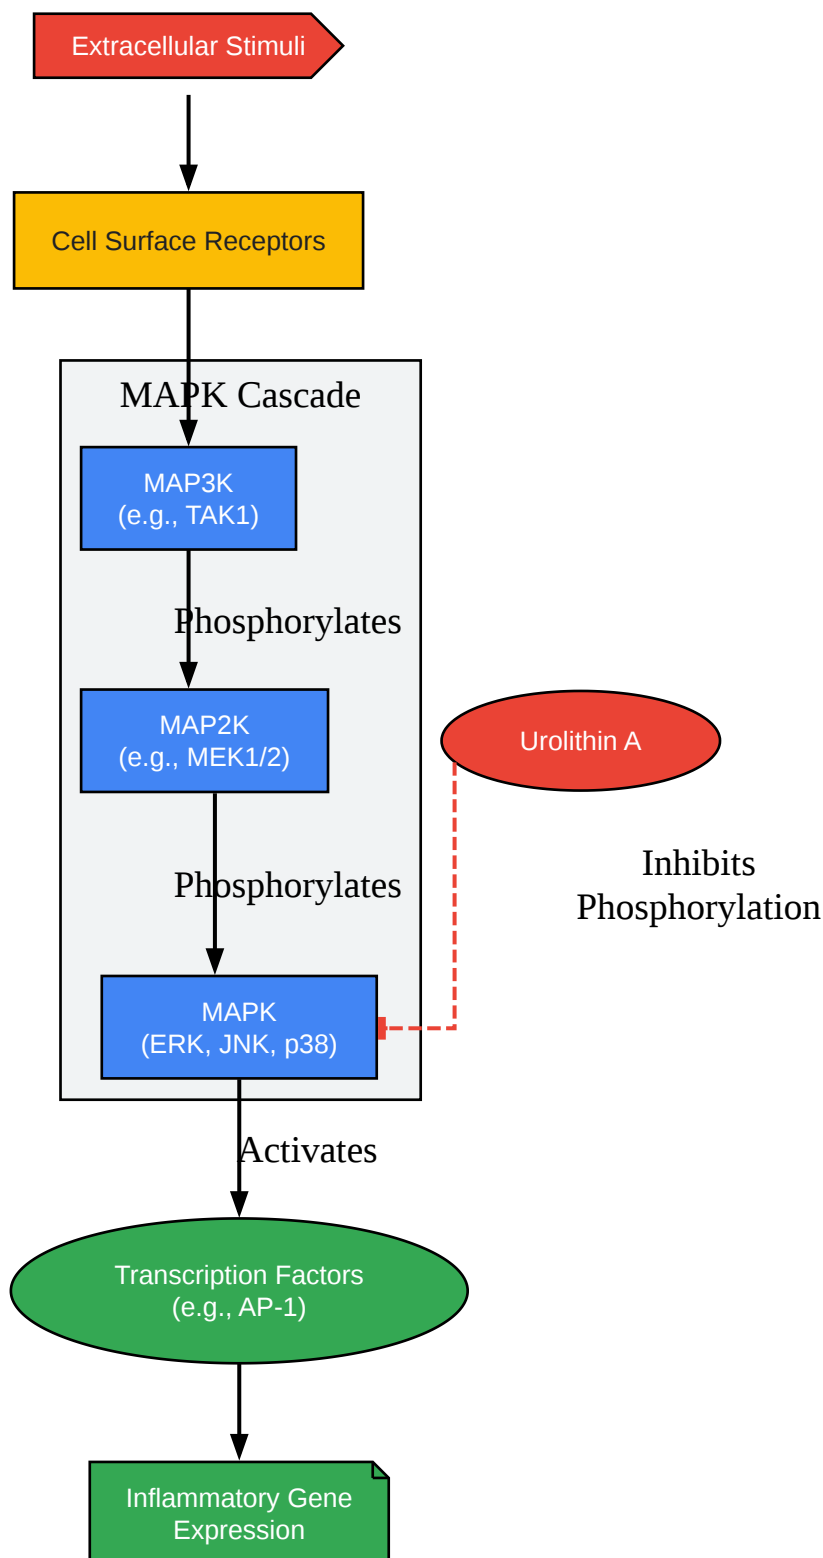 Extracellular Stimuli
Cell Surface Receptors
MAPK Cascade
MAP3K
(e.g., TAK1)
Phosphorylates
MAP2K
(e.g., MEK1/2)
Urolithin A
Phosphorylates
Inhibits
Phosphorylation
MAPK
(ERK, JNK, p38)
Activates
Transcription Factors
(e.g., AP-1)
Inflammatory Gene
Expression